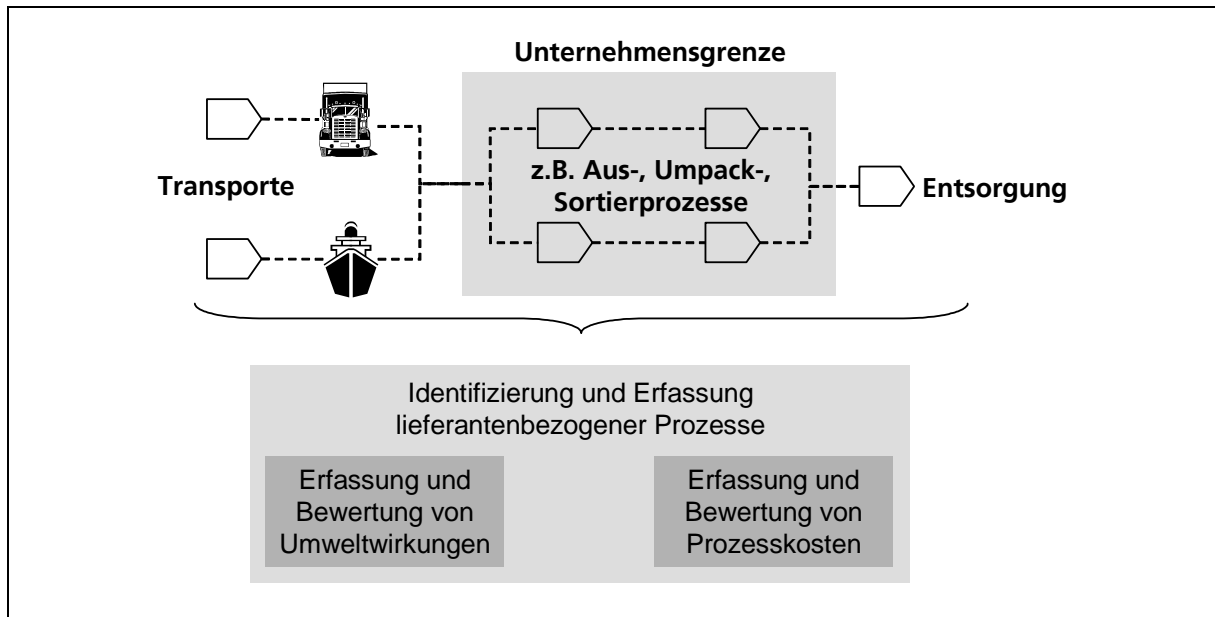 Unternehmensgrenze
Transporte
z.B. Aus-, Umpack-,
Sortierprozesse
Entsorgung
Identifizierung und Erfassung
lieferantenbezogener Prozesse
Erfassung und
Bewertung von
Umweltwirkungen
Erfassung und
Bewertung von
Prozesskosten